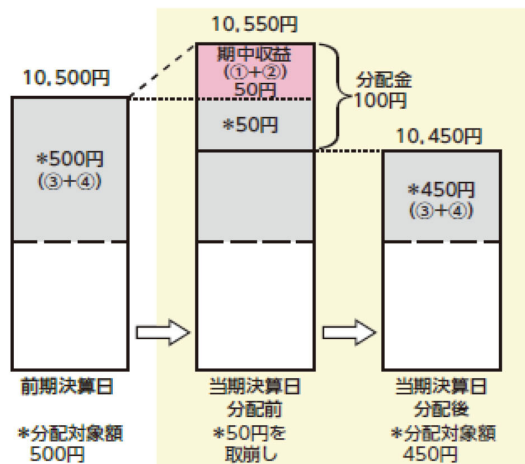 10,500円
*500円
(③+④)
前期決算日
*分配対象額
500円
10,550円
期中収益
(①+②)
50円
*50円
分配金
100円
当期決算日
分配前
*50円を
取崩し
10,450円
*450円
(③+④)
当期決算日
分配後
*分配対象額
450円